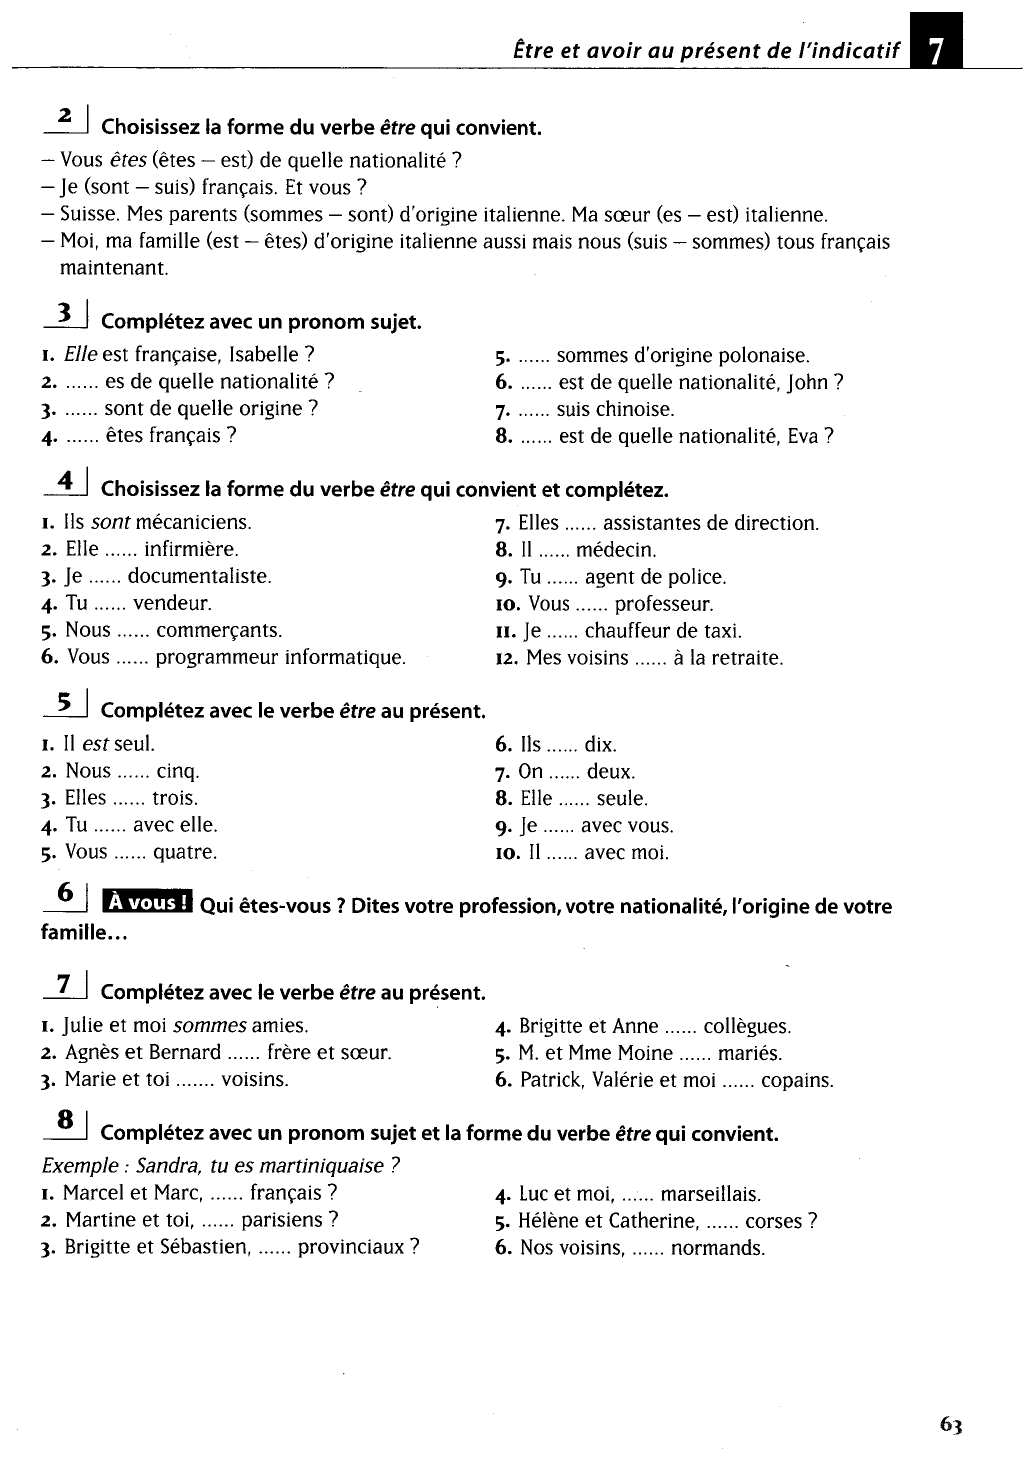 Être et avoir au présent de l'indicatif 7
2 Choisissez la forme du verbe être qui convient.
– Vous êtes (êtes – est) de quelle nationalité ?
– Je (sont – suis) français. Et vous ?
– Suisse. Mes parents (sommes – sont) d'origine italienne. Ma sœur (es – est) italienne.
– Moi, ma famille (est – êtes) d'origine italienne aussi mais nous (suis – sommes) tous français
maintenant.
3 Complétez avec un pronom sujet.
1. Elle est française, Isabelle ?
2. ...... es de quelle nationalité ?
3. ...... sont de quelle origine ?
4. ...... êtes français ?
5. ...... sommes d'origine polonaise.
6. ...... est de quelle nationalité, John ?
7. ...... suis chinoise.
8. ...... est de quelle nationalité, Eva ?
4 Choisissez la forme du verbe être qui convient et complétez.
1. Ils sont mécaniciens.
2. Elle ...... infirmière.
3. Je ...... documentaliste.
4. Tu ...... vendeur.
5. Nous ...... commerçants.
6. Vous ...... programmeur informatique.
7. Elles ...... assistantes de direction.
8. Il ...... médecin.
9. Tu ...... agent de police.
10. Vous ...... professeur.
11. Je ...... chauffeur de taxi.
12. Mes voisins ...... à la retraite.
5 Complétez avec le verbe être au présent.
1. Il est seul.
2. Nous ...... cinq.
3. Elles ...... trois.
4. Tu ...... avec elle.
5. Vous ...... quatre.
6. Ils ...... dix.
7. On ...... deux.
8. Elle ...... seule.
9. Je ...... avec vous.
10. Il ...... avec moi.
6 À vous ! Qui êtes-vous ? Dites votre profession, votre nationalité, l'origine de votre
famille...
7 Complétez avec le verbe être au présent.
1. Julie et moi sommes amies.
2. Agnès et Bernard ...... frère et sœur.
3. Marie et toi ....... voisins.
4. Brigitte et Anne ...... collègues.
5. M. et Mme Moine ...... mariés.
6. Patrick, Valérie et moi ...... copains.
8 Complétez avec un pronom sujet et la forme du verbe être qui convient.
Exemple : Sandra, tu es martiniquaise ?
1. Marcel et Marc, ...... français ?
2. Martine et toi, ...... parisiens ?
3. Brigitte et Sébastien, ...... provinciaux ?
4. Luc et moi, ...... marseillais.
5. Hélène et Catherine, ...... corses ?
6. Nos voisins, ...... normands.
63